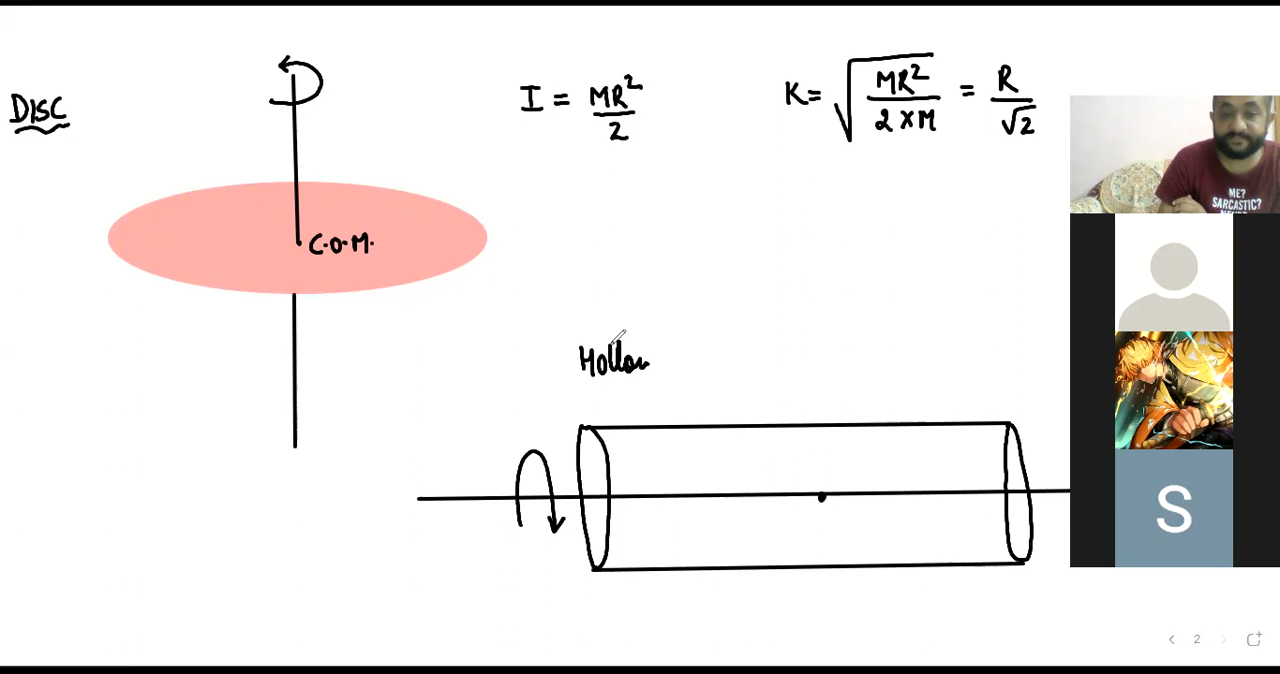 DISC
I = MR²/2
K= √(MR²/(2 × M)) = R/√2
C.O.M.
Hollow
ME?
SARCASTIC?
S
2